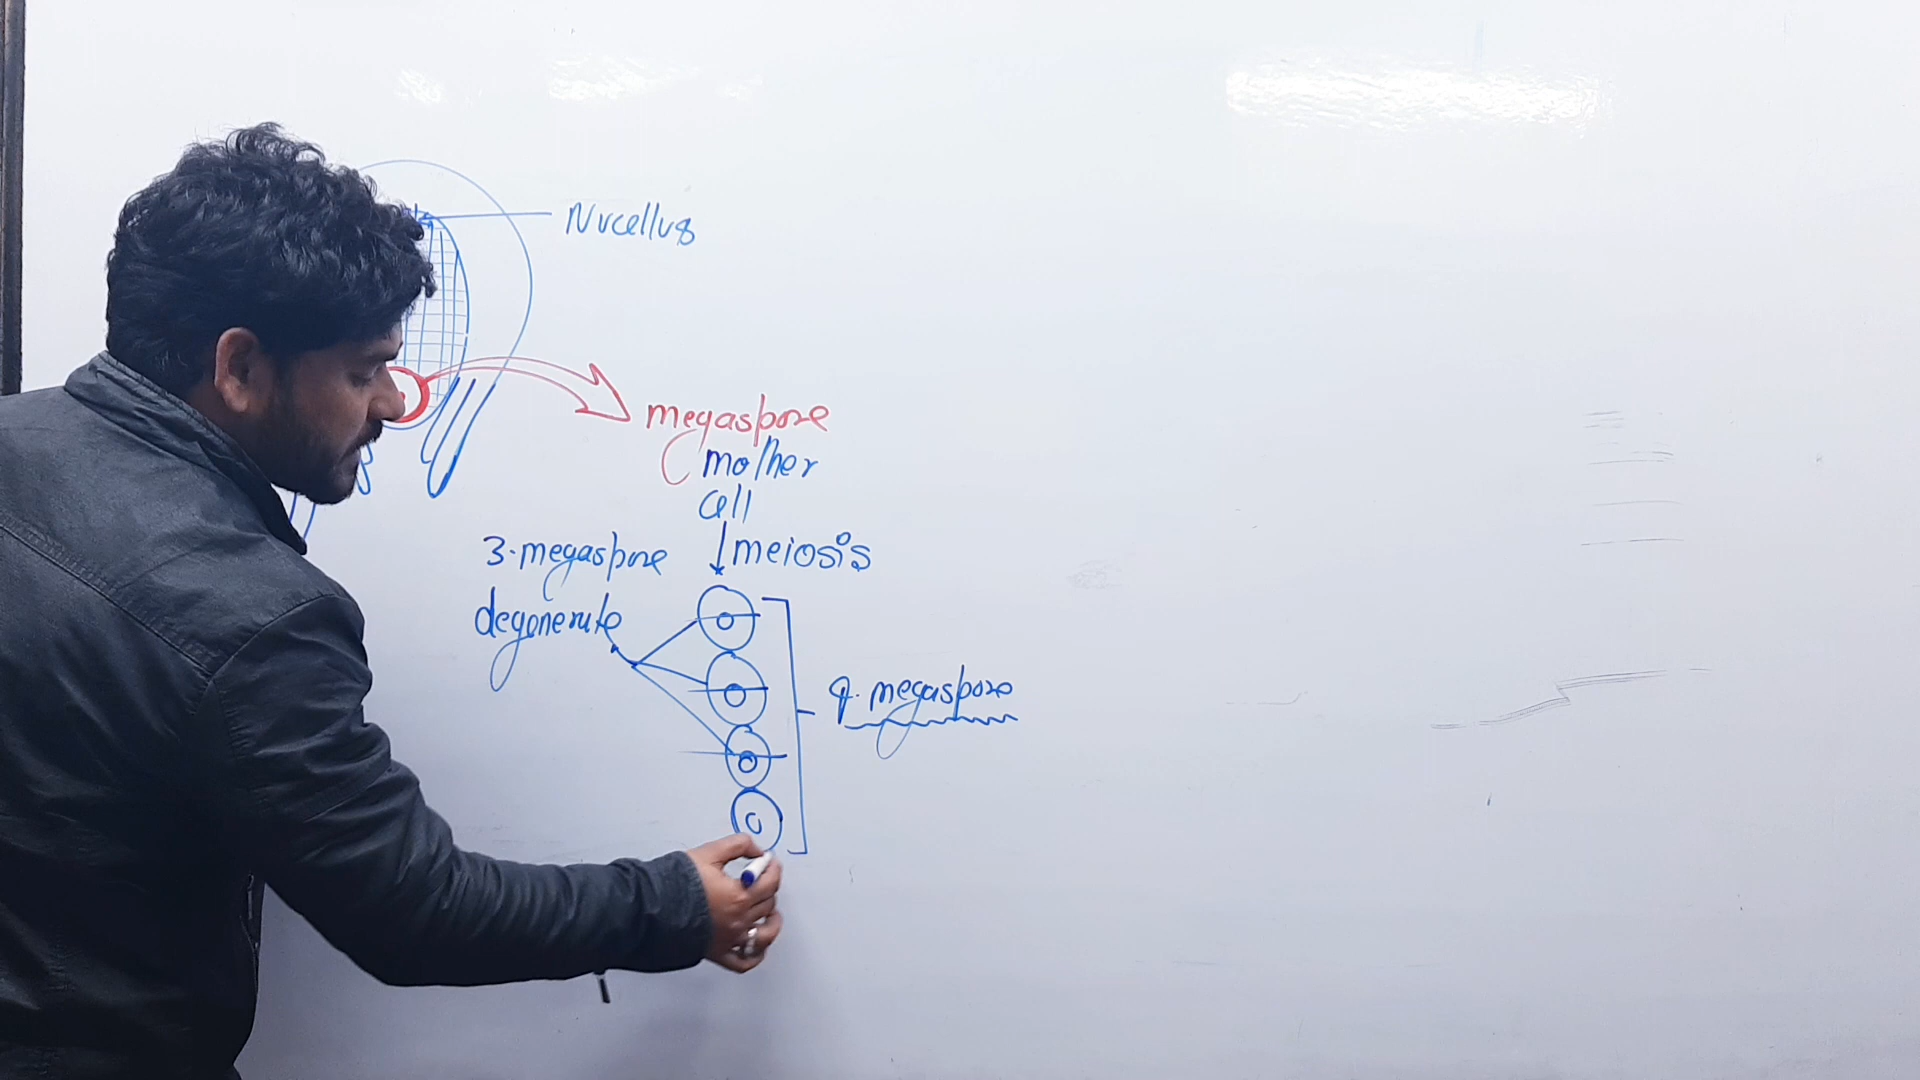 Nucellus
megaspore
mother
cell
meiosis
3. megaspore
degenerate
4. megaspore